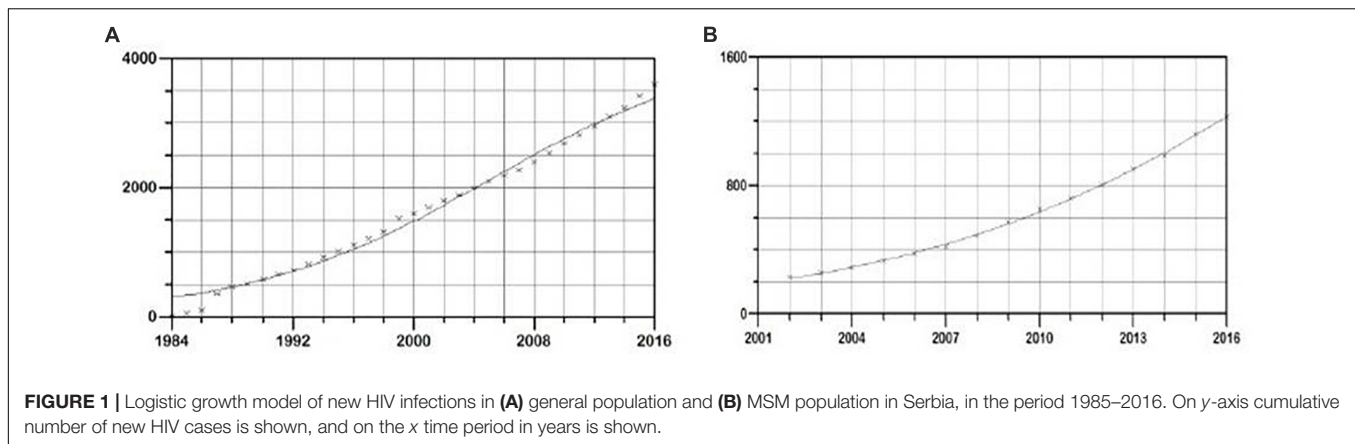 A
4000
2000
0
1984 1992 2000 2008 2016
B
1600
800
0
2001 2004 2007 2010 2013 2016
FIGURE 1 | Logistic growth model of new HIV infections in (A) general population and (B) MSM population in Serbia, in the period 1985–2016. On y-axis cumulative
number of new HIV cases is shown, and on the x time period in years is shown.